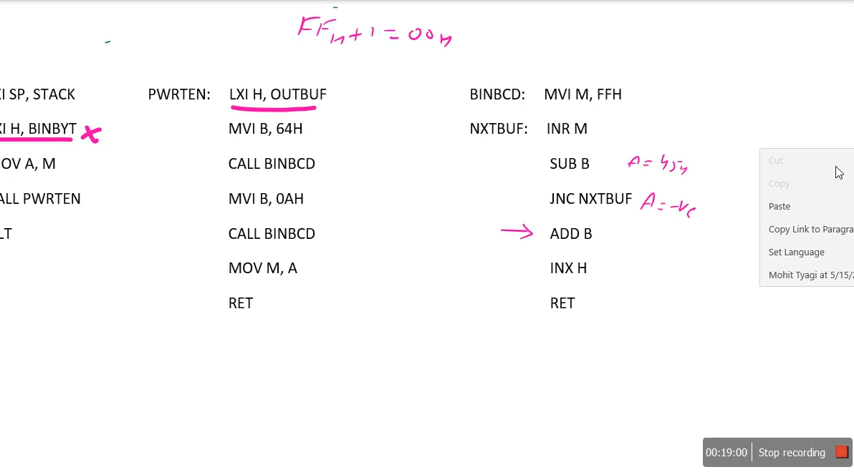 FFH + 1 = 00H
I SP, STACK
I H, BINBYT
OV A, M
ALL PWRTEN
LT
PWRTEN: LXI H, OUTBUF
MVI B, 64H
CALL BINBCD
MVI B, 0AH
CALL BINBCD
MOV M, A
RET
BINBCD: MVI M, FFH
NXTBUF: INR M
SUB B A = 45H
JNC NXTBUF A = -ve
ADD B
INX H
RET
Cut
Copy
Paste
Copy Link to Paragra
Set Language
Mohit Tyagi at 5/15/
00:19:00 Stop recording